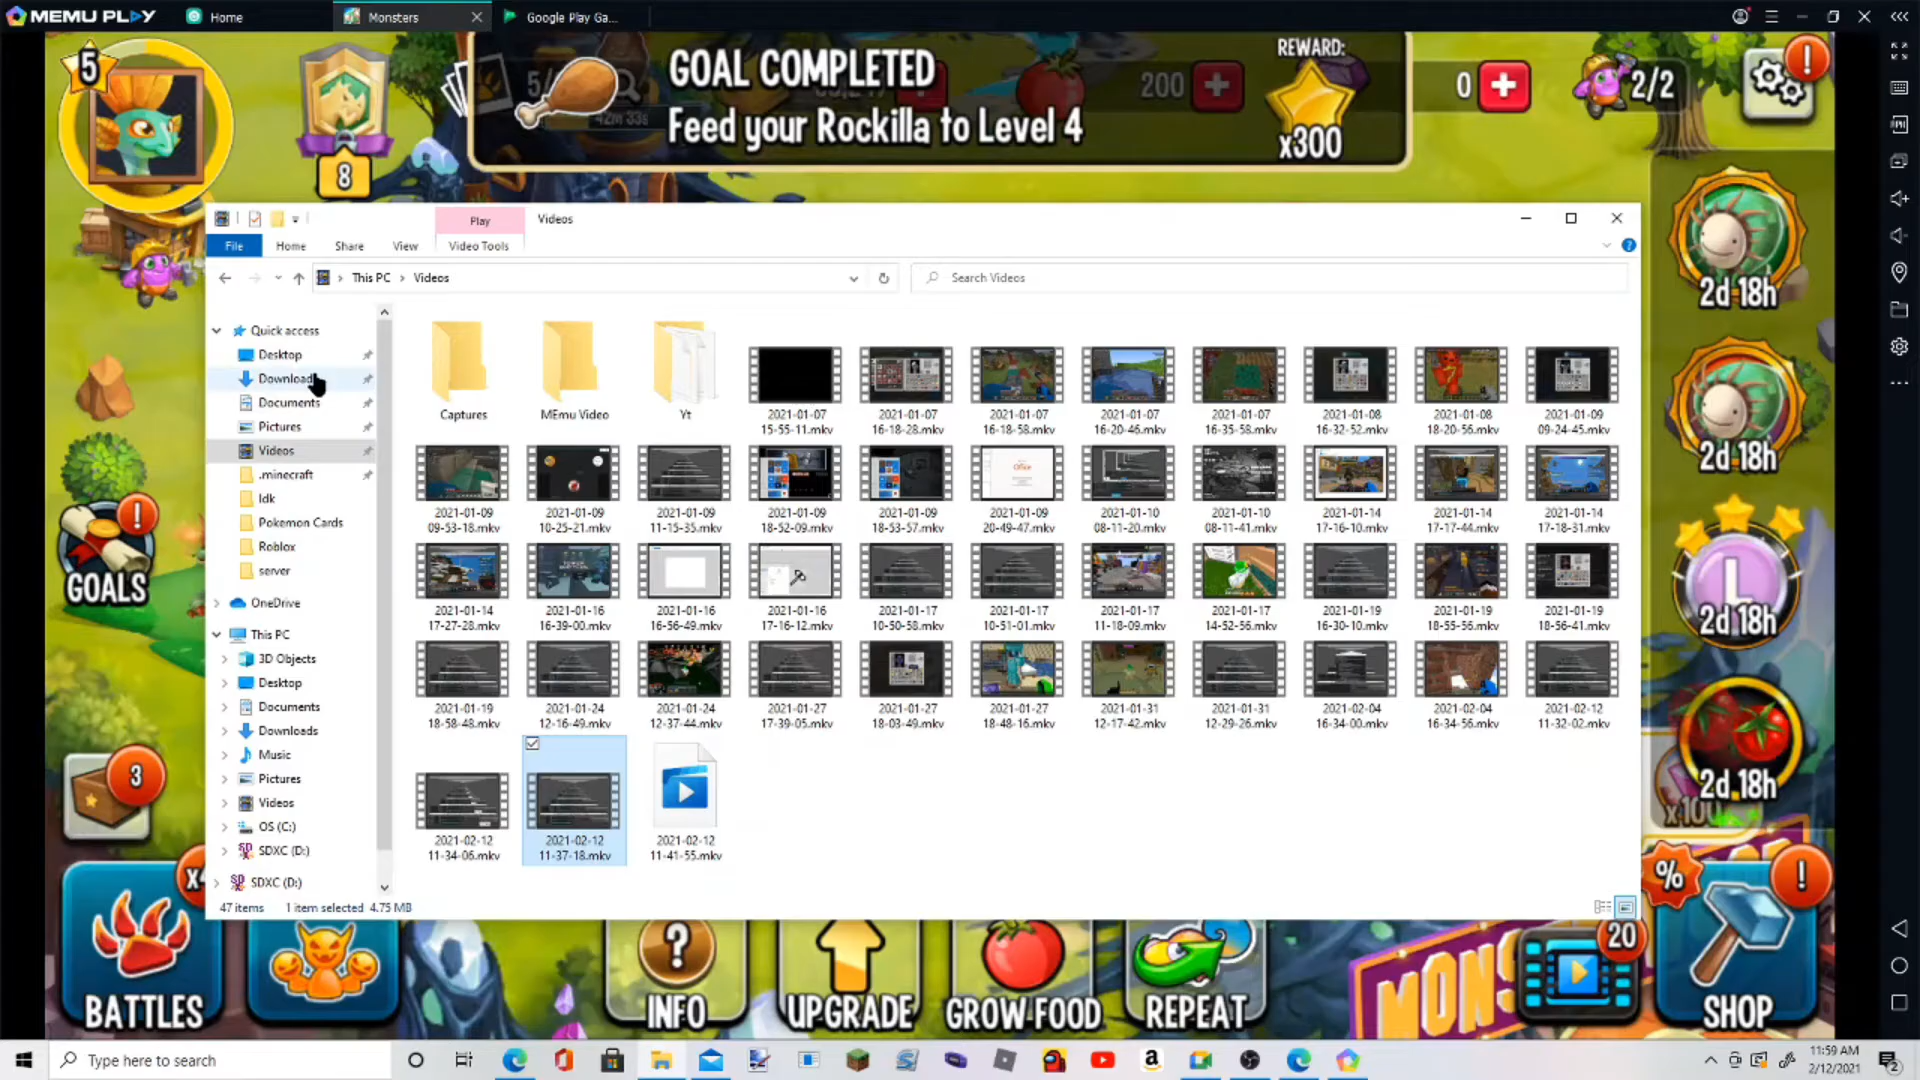 MEMU PLAY
Home
Monsters
Google Play Ga...
5
8
GOAL COMPLETED
Feed your Rockilla to Level 4
REWARD:
x300
5/
42m 33s
200
0
2/2
Play
Videos
File
Home
Share
View
Video Tools
This PC > Videos
Search Videos
Quick access
Desktop
Download
Documents
Pictures
Videos
.minecraft
Idk
Pokemon Cards
Roblox
server
OneDrive
This PC
3D Objects
Desktop
Documents
Downloads
Music
Pictures
Videos
OS (C:)
SDXC (D:)
SDXC (D:)
Captures
MEmu Video
Yt
2021-01-07 15-55-11.mkv
2021-01-07 16-18-28.mkv
2021-01-07 16-18-58.mkv
2021-01-07 16-20-46.mkv
2021-01-07 16-35-58.mkv
2021-01-08 16-32-52.mkv
2021-01-08 18-20-56.mkv
2021-01-09 09-24-45.mkv
2021-01-09 09-53-18.mkv
2021-01-09 10-25-21.mkv
2021-01-09 11-15-35.mkv
2021-01-09 18-52-09.mkv
2021-01-09 18-53-57.mkv
2021-01-09 20-49-47.mkv
2021-01-10 08-11-20.mkv
2021-01-10 08-11-41.mkv
2021-01-14 17-16-10.mkv
2021-01-14 17-17-44.mkv
2021-01-14 17-18-31.mkv
2021-01-14 17-27-28.mkv
2021-01-16 16-39-00.mkv
2021-01-16 16-56-49.mkv
2021-01-16 17-16-12.mkv
2021-01-17 10-50-58.mkv
2021-01-17 10-51-01.mkv
2021-01-17 11-18-09.mkv
2021-01-17 14-52-56.mkv
2021-01-19 16-30-10.mkv
2021-01-19 18-55-56.mkv
2021-01-19 18-56-41.mkv
2021-01-19 18-58-48.mkv
2021-01-24 12-16-49.mkv
2021-01-24 12-37-44.mkv
2021-01-27 17-39-05.mkv
2021-01-27 18-03-49.mkv
2021-01-27 18-48-16.mkv
2021-01-31 12-17-42.mkv
2021-01-31 12-29-26.mkv
2021-02-04 16-34-00.mkv
2021-02-04 16-34-56.mkv
2021-02-12 11-32-02.mkv
2021-02-12 11-34-06.mkv
2021-02-12 11-37-18.mkv
2021-02-12 11-41-55.mkv
47 items
1 item selected 4.75 MB
GOALS
3
2d 18h
2d 18h
L
2d 18h
2d 18h
x100
BATTLES
INFO
UPGRADE
GROW FOOD
REPEAT
20
%
SHOP
Type here to search
11:59 AM
2/12/2021
2